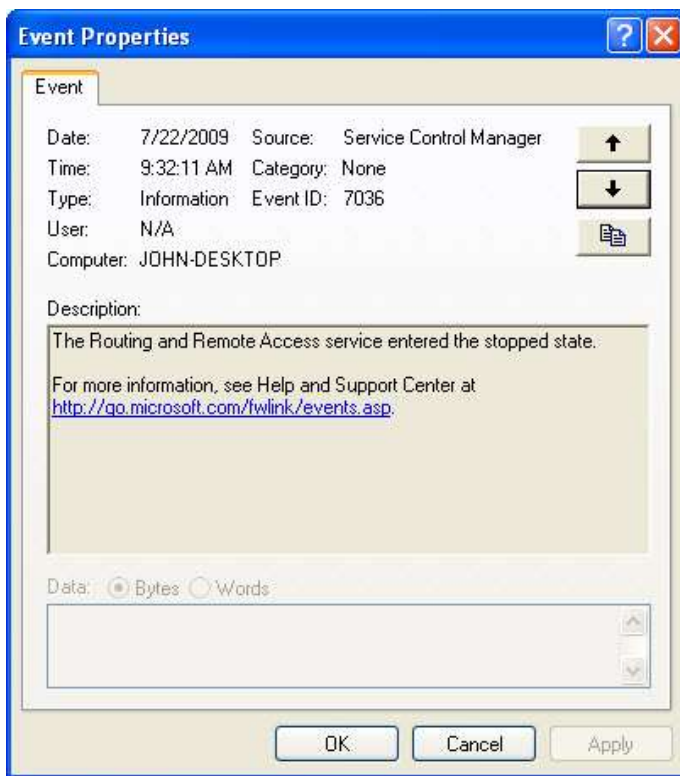 Event Properties
Event
Date: 7/22/2009 Source: Service Control Manager
Time: 9:32:11 AM Category: None
Type: Information Event ID: 7036
User: N/A
Computer: JOHN-DESKTOP
Description:
The Routing and Remote Access service entered the stopped state.
For more information, see Help and Support Center at
http://go.microsoft.com/fwlink/events.asp.
Data: Bytes Words
OK Cancel Apply